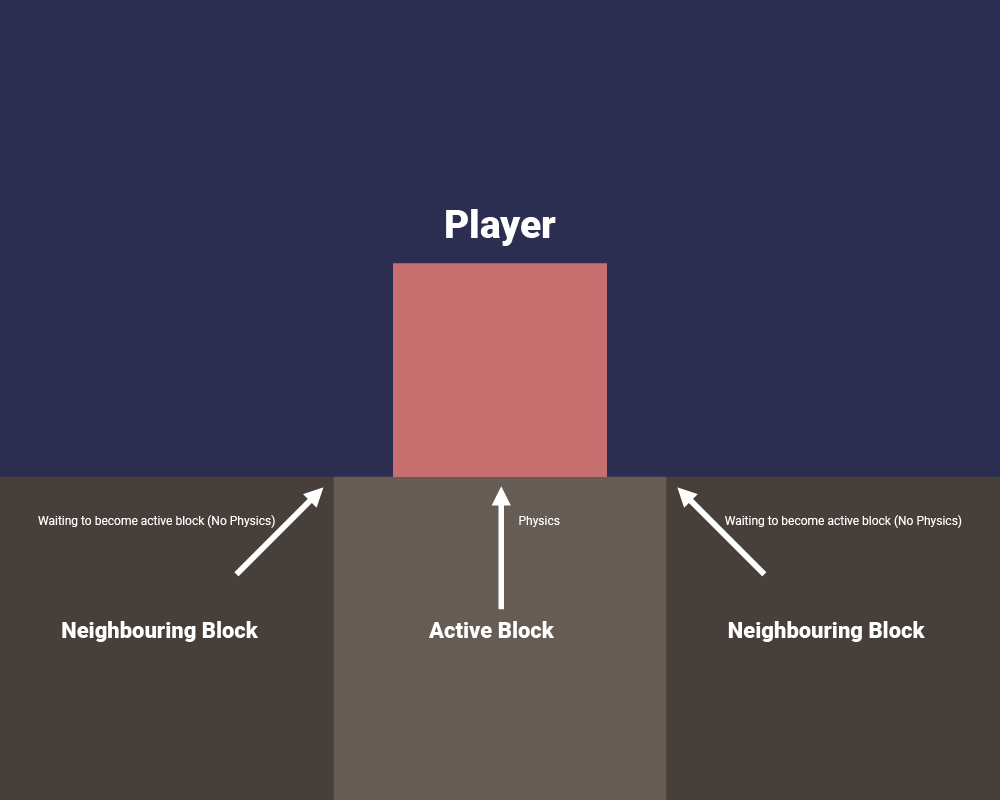 Player
Waiting to become active block (No Physics)
Physics
Waiting to become active block (No Physics)
Neighbouring Block
Active Block
Neighbouring Block